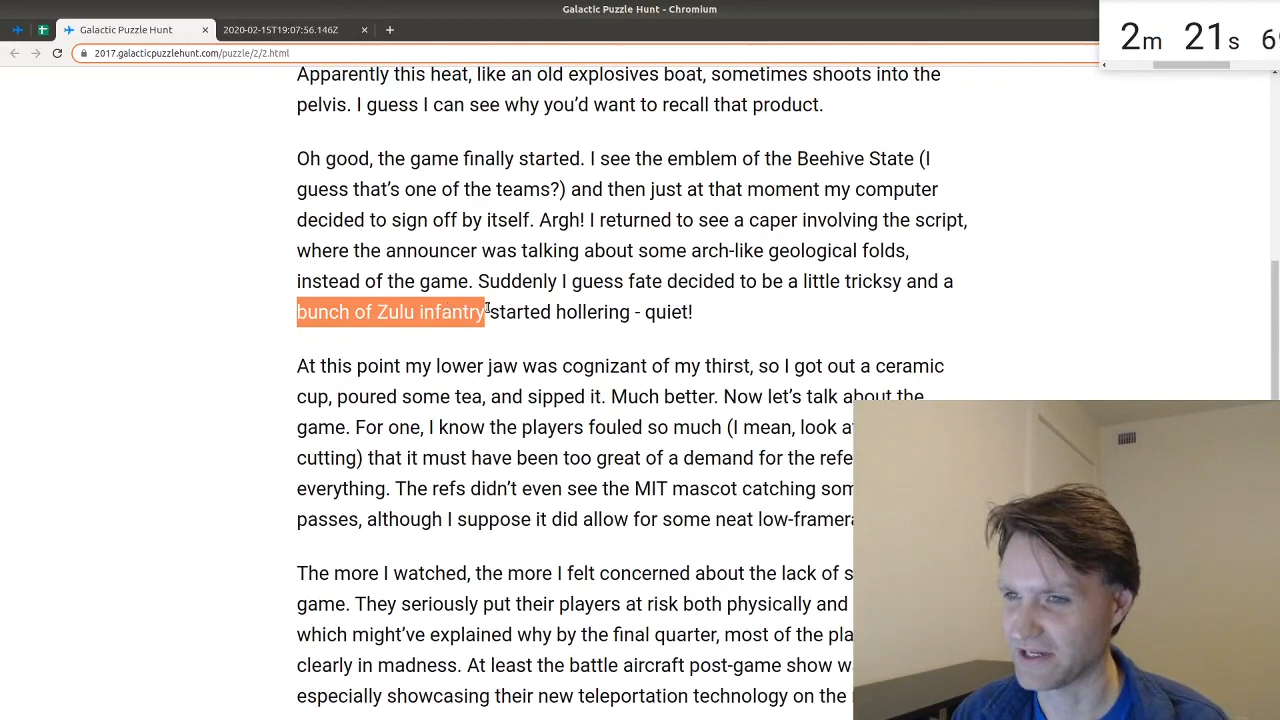 Galactic Puzzle Hunt - Chromium
Galactic Puzzle Hunt × 2020-02-15T19:07:56.146Z × +
2017.galacticpuzzlehunt.com/puzzle/2/2.html
2m 21s
Apparently this heat, like an old explosives boat, sometimes shoots into the
pelvis. I guess I can see why you’d want to recall that product.
Oh good, the game finally started. I see the emblem of the Beehive State (I
guess that’s one of the teams?) and then just at that moment my computer
decided to sign off by itself. Argh! I returned to see a caper involving the script,
where the announcer was talking about some arch-like geological folds,
instead of the game. Suddenly I guess fate decided to be a little tricksy and a
bunch of Zulu infantry started hollering - quiet!
At this point my lower jaw was cognizant of my thirst, so I got out a ceramic
cup, poured some tea, and sipped it. Much better. Now let’s talk about the
game. For one, I know the players fouled so much (I mean, look at
cutting) that it must have been too great of a demand for the refe
everything. The refs didn’t even see the MIT mascot catching som
passes, although I suppose it did allow for some neat low-framera
The more I watched, the more I felt concerned about the lack of s
game. They seriously put their players at risk both physically and
which might’ve explained why by the final quarter, most of the pla
clearly in madness. At least the battle aircraft post-game show w
especially showcasing their new teleportation technology on the